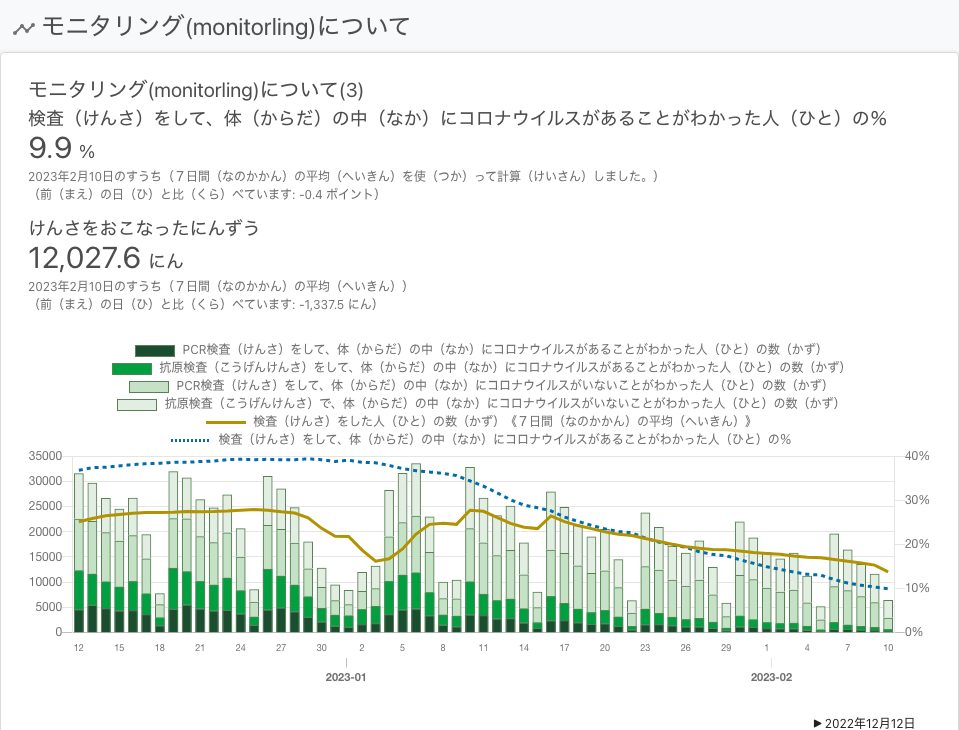 モニタリング(monitorling)について
モニタリング(monitorling)について(3)
検査（けんさ）をして、体（からだ）の中（なか）にコロナウイルスがあることがわかった人（ひと）の%
9.9 %
2023年2月10日のすうち（７日間（なのかかん）の平均（へいきん）を使（つか）って計算（けいさん）しました。）
（前（まえ）の日（ひ）と比（くら）べています: -0.4 ポイント）
けんさをおこなったにんずう
12,027.6 にん
2023年2月10日のすうち（７日間（なのかかん）の平均（へいきん））
（前（まえ）の日（ひ）と比（くら）べています: -1,337.5 にん）
PCR検査（けんさ）をして、体（からだ）の中（なか）にコロナウイルスがあることがわかった人（ひと）の数（かず）
抗原検査（こうげんけんさ）をして、体（からだ）の中（なか）にコロナウイルスがあることがわかった人（ひと）の数（かず）
PCR検査（けんさ）をして、体（からだ）の中（なか）にコロナウイルスがいないことがわかった人（ひと）の数（かず）
抗原検査（こうげんけんさ）で、体（からだ）の中（なか）にコロナウイルスがいないことがわかった人（ひと）の数（かず）
検査（けんさ）をした人（ひと）の数（かず）《７日間（なのかかん）の平均（へいきん）》
検査（けんさ）をして、体（からだ）の中（なか）にコロナウイルスがあることがわかった人（ひと）の%
35000 40%
30000
25000 30%
20000 20%
15000
10000 10%
5000
0 0%
12 15 18 21 24 27 30 2 5 8 11 14 17 20 23 26 29 1 4 7 10
2023-01 2023-02
▶ 2022年12月12日